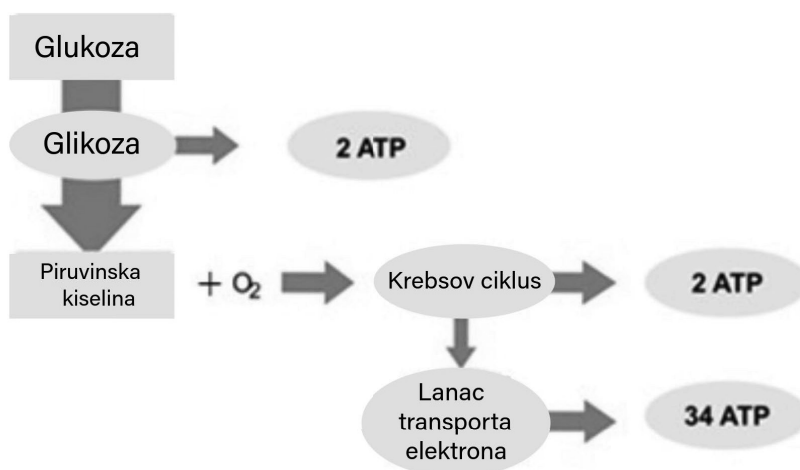 Glukoza
Glikoza
2 ATP
Piruvinska
kiselina
+ O₂
Krebsov ciklus
2 ATP
Lanac
transporta
elektrona
34 ATP